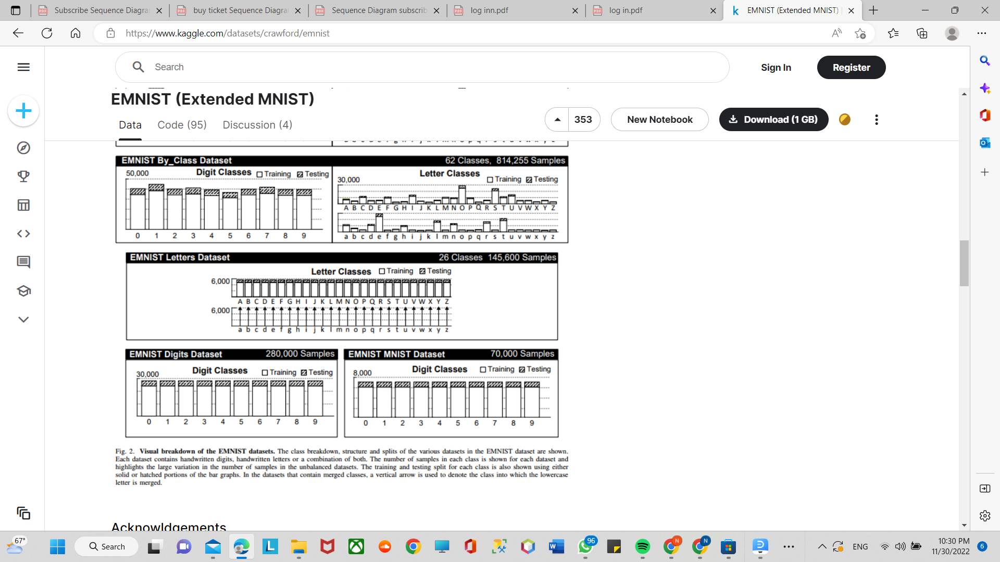 Subscribe Sequence Diagra
buy ticket Sequence Diagra
Sequence Diagram subscrib
log inn.pdf
log in.pdf
EMNIST (Extended MNIST) |
https://www.kaggle.com/datasets/crawford/emnist
Search
Sign In
Register
EMNIST (Extended MNIST)
Data
Code (95)
Discussion (4)
353
New Notebook
Download (1 GB)
EMNIST By_Class Dataset
62 Classes, 814,255 Samples
50,000
Digit Classes
Training
Testing
0 1 2 3 4 5 6 7 8 9
Letter Classes
30,000
Training
Testing
A B C D E F G H I J K L M N O P Q R S T U V W X Y Z
a b c d e f g h i j k l m n o p q r s t u v w x y z
EMNIST Letters Dataset
26 Classes 145,600 Samples
Letter Classes
Training
Testing
6,000
A B C D E F G H I J K L M N O P Q R S T U V W X Y Z
6,000
a b c d e f g h i j k l m n o p q r s t u v w x y z
EMNIST Digits Dataset
280,000 Samples
30,000
Digit Classes
Training
Testing
0 1 2 3 4 5 6 7 8 9
EMNIST MNIST Dataset
70,000 Samples
8,000
Digit Classes
Training
Testing
0 1 2 3 4 5 6 7 8 9
Fig. 2. Visual breakdown of the EMNIST datasets. The class breakdown, structure and splits of the various datasets in the EMNIST dataset are shown.
Each dataset contains handwritten digits, handwritten letters or a combination of both. The number of samples in each class is shown for each dataset and
highlights the large variation in the number of samples in the unbalanced datasets. The training and testing split for each class is also shown using either
solid or hatched portions of the bar graphs. In the datasets that contain merged classes, a vertical arrow is used to denote the class into which the lowercase
letter is merged.
Acknowldgements
67°
Search
96
ENG
10:30 PM
11/30/2022
6